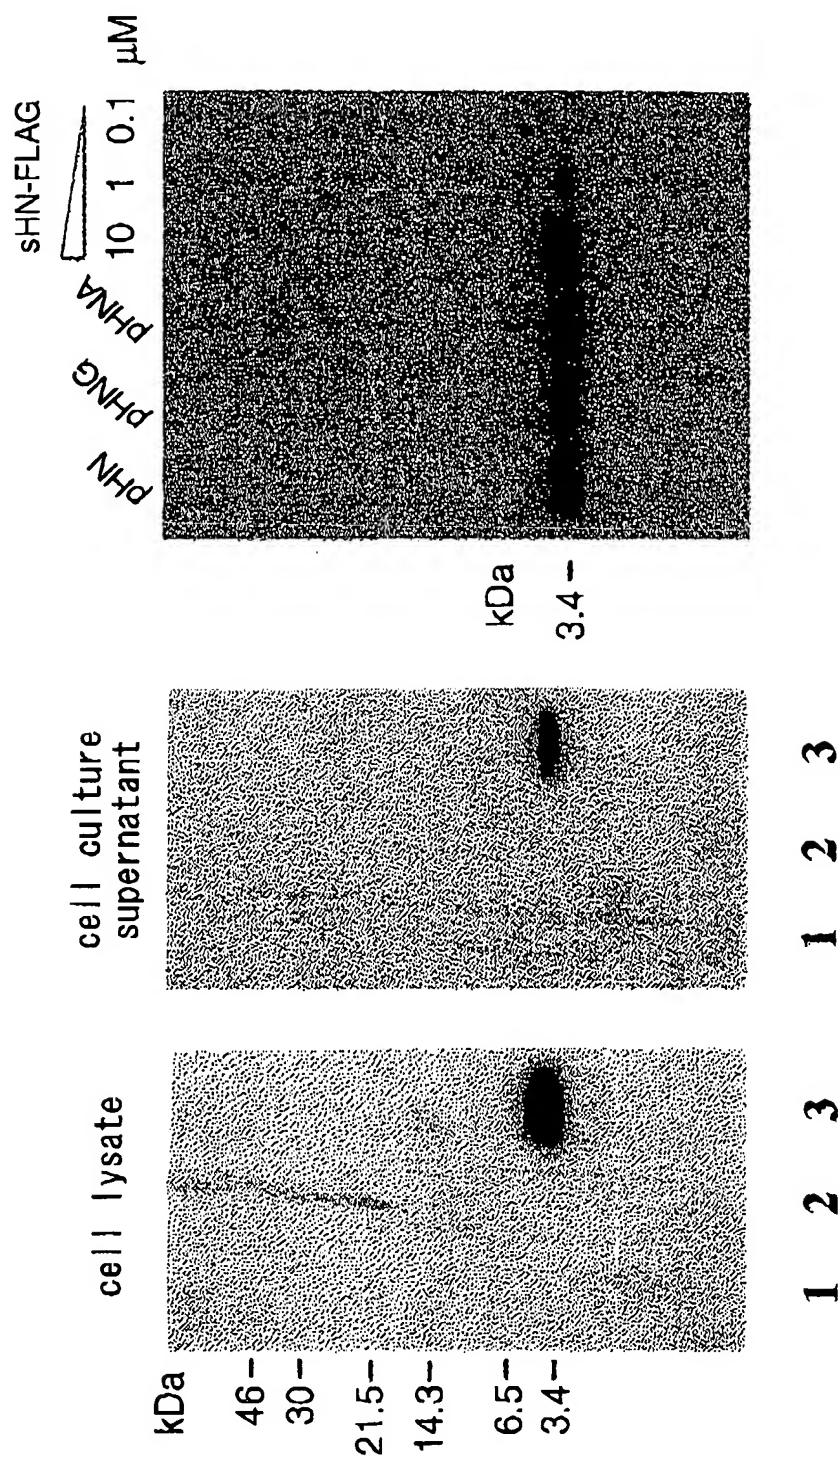 cell lysate
kDa
46
30
21.5
14.3
6.5
3.4
1 2 3
cell culture
supernatant
1 2 3
sHN-FLAG
pHN pHNG pHNA 10 1 0.1 μM
kDa
3.4